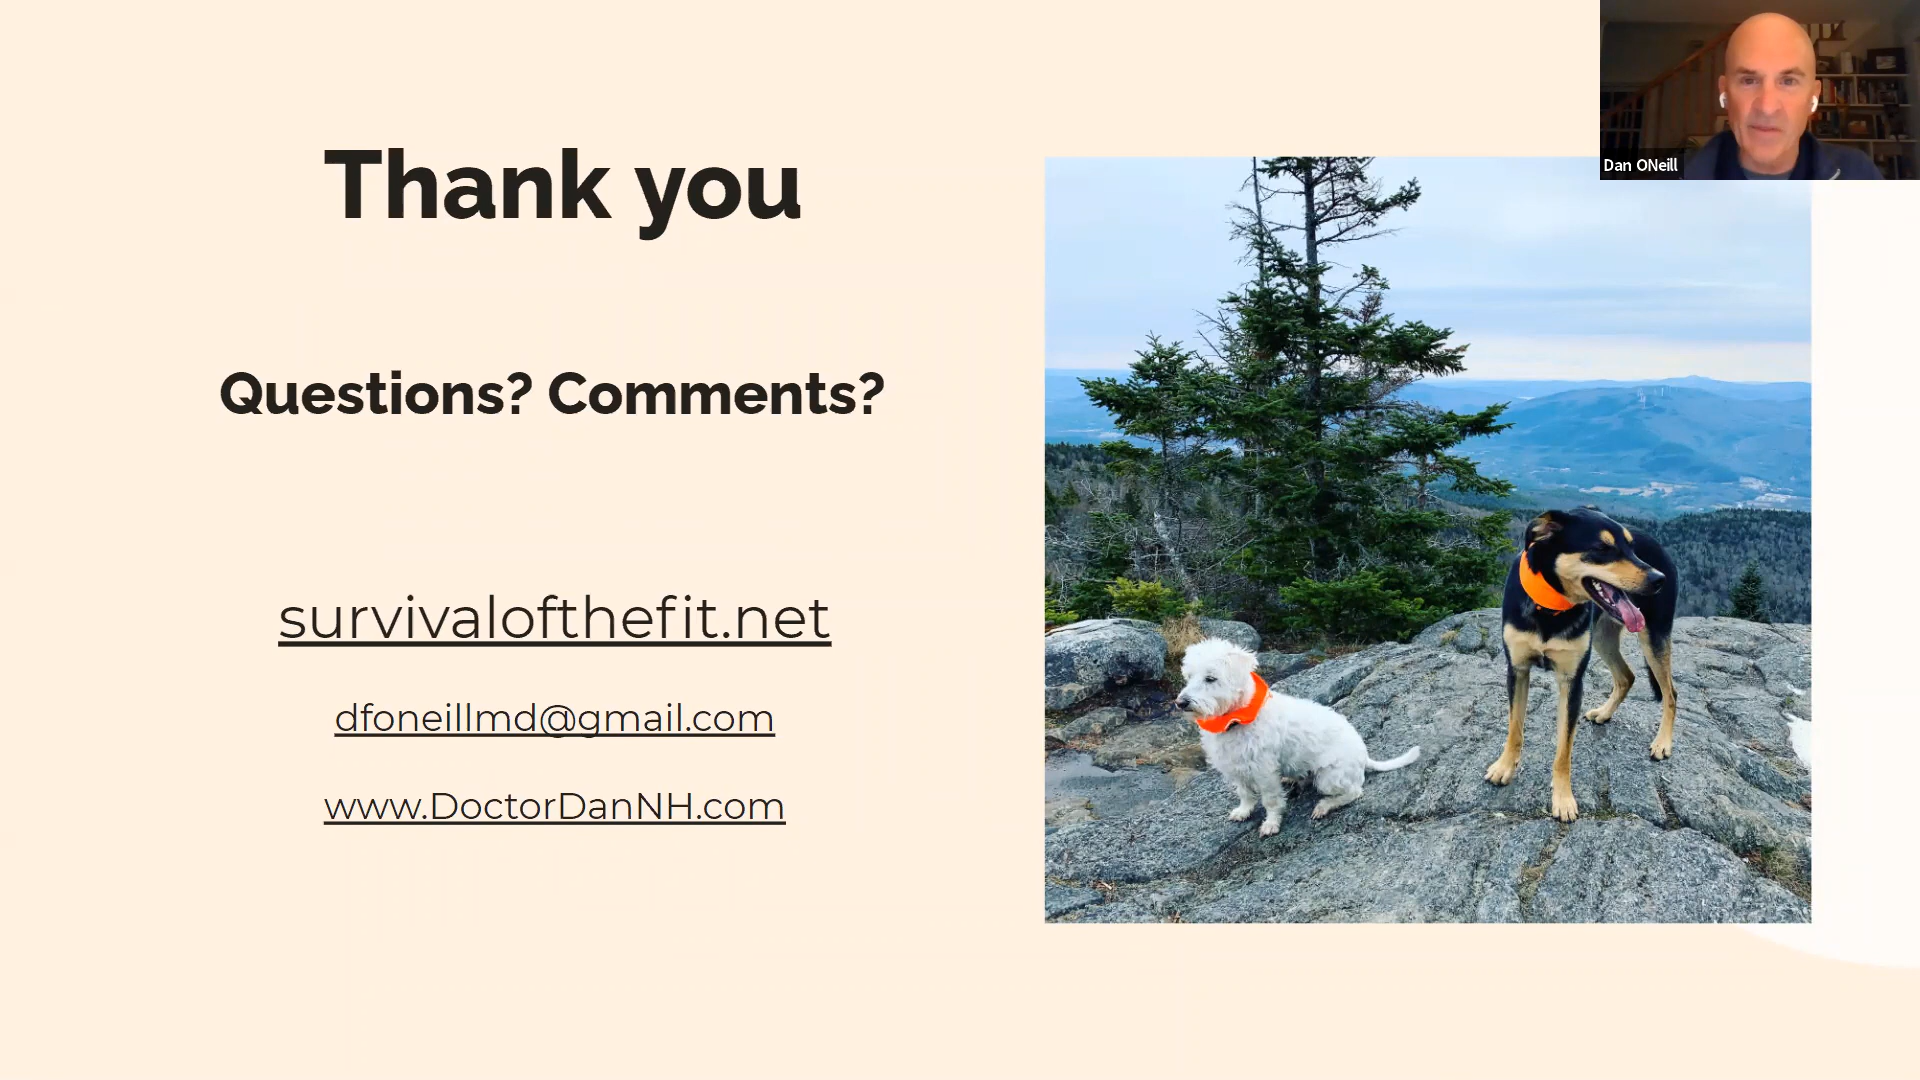 Thank you
Questions? Comments?
survivalofthefit.net
dfoneillmd@gmail.com
www.DoctorDanNH.com
Dan ONeill